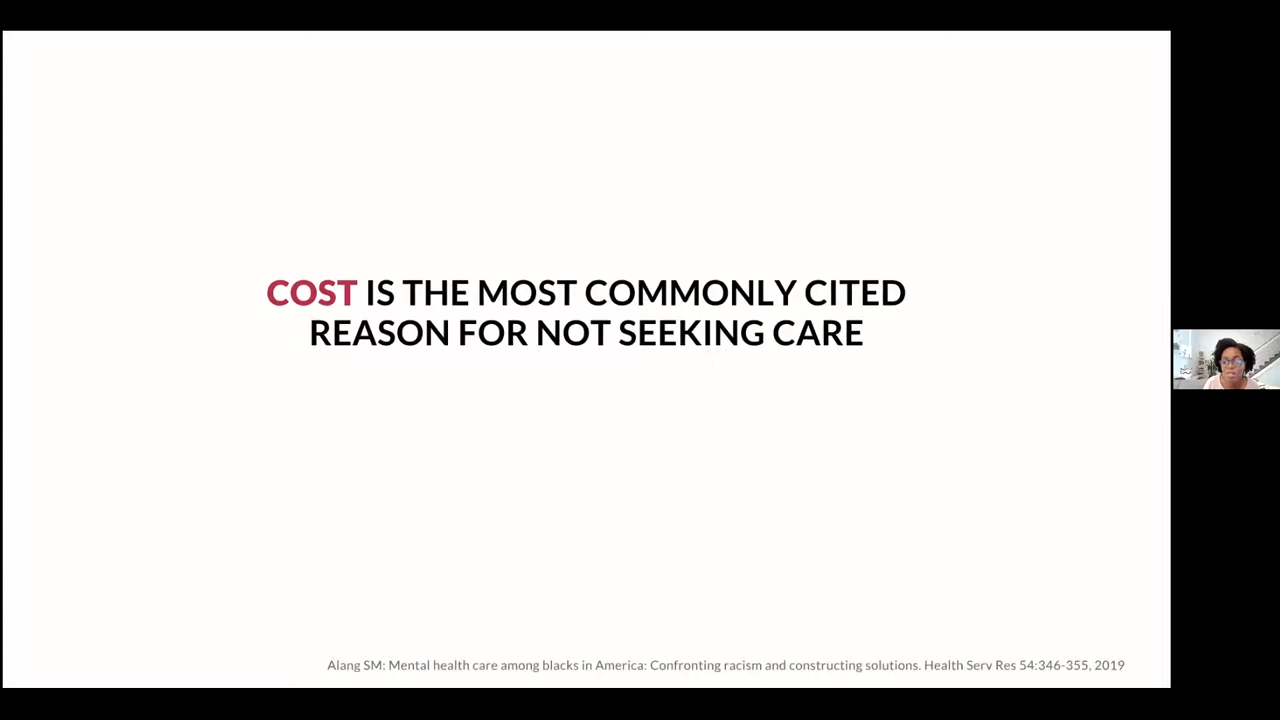 COST IS THE MOST COMMONLY CITED
REASON FOR NOT SEEKING CARE
Alang SM: Mental health care among blacks in America: Confronting racism and constructing solutions. Health Serv Res 54:346-355, 2019